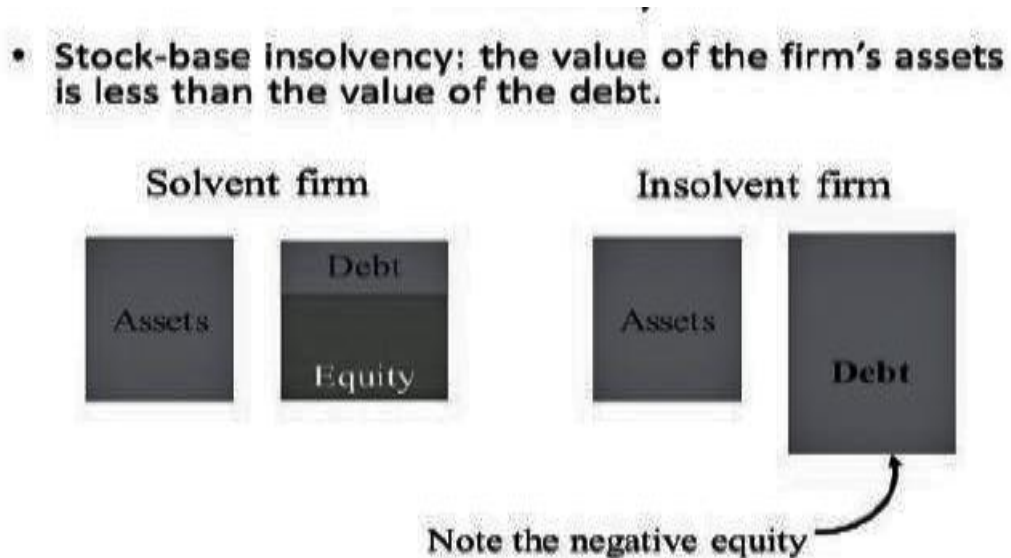 • Stock-base insolvency: the value of the firm's assets
is less than the value of the debt.
Solvent firm
Insolvent firm
Assets
Debt
Equity
Assets
Debt
Note the negative equity